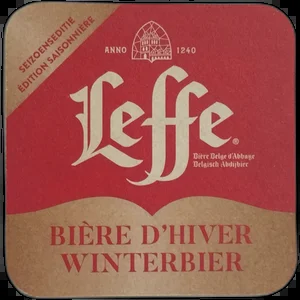 SEIZOENSEDITIE
ÉDITION SAISONNIÈRE
ANNO 1240
Leffe®
Bière Belge d'Abbaye
Belgisch Abdijbier
BIÈRE D'HIVER
WINTERBIER